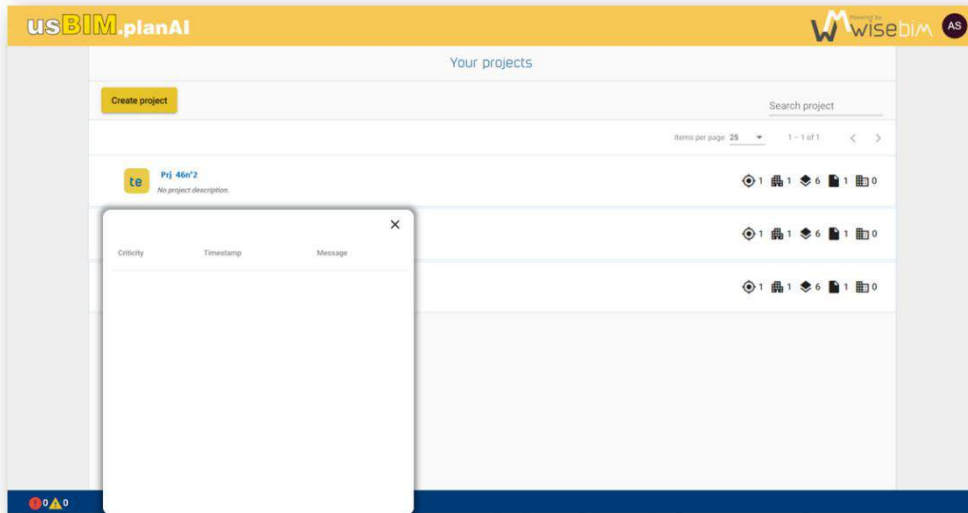 usBIM.planAI
Powered by
wisebim
AS
Your projects
Create project
Search project
Items per page 25
1 – 1 of 1
te
Prj 46n°2
No project description.
1 1 6 1 0
1 1 6 1 0
1 1 6 1 0
Criticity Timestamp Message
0 0